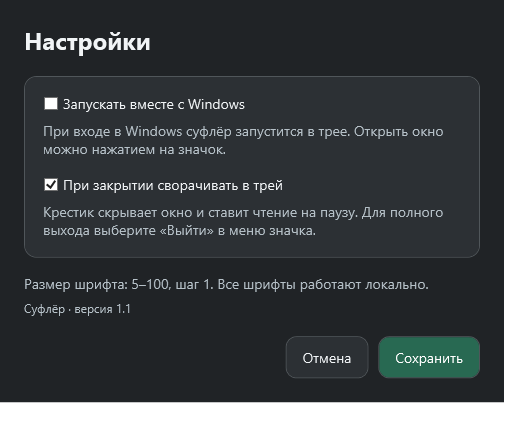 Настройки
Запускать вместе с Windows
При входе в Windows суфлёр запустится в трее. Открыть окно
можно нажатием на значок.
При закрытии сворачивать в трей
Крестик скрывает окно и ставит чтение на паузу. Для полного
выхода выберите «Выйти» в меню значка.
Размер шрифта: 5–100, шаг 1. Все шрифты работают локально.
Суфлёр · версия 1.1
Отмена
Сохранить